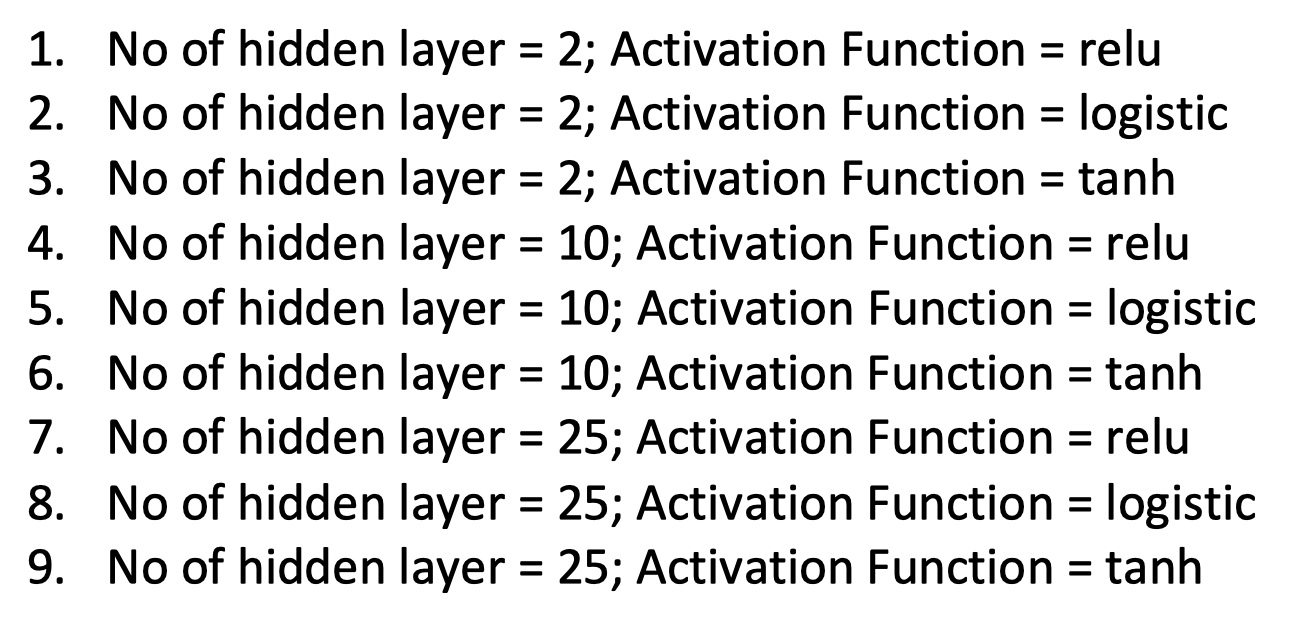 1. No of hidden layer = 2; Activation Function = relu
2. No of hidden layer = 2; Activation Function = logistic
3. No of hidden layer = 2; Activation Function = tanh
4. No of hidden layer = 10; Activation Function = relu
5. No of hidden layer = 10; Activation Function = logistic
6. No of hidden layer = 10; Activation Function = tanh
7. No of hidden layer = 25; Activation Function = relu
8. No of hidden layer = 25; Activation Function = logistic
9. No of hidden layer = 25; Activation Function = tanh